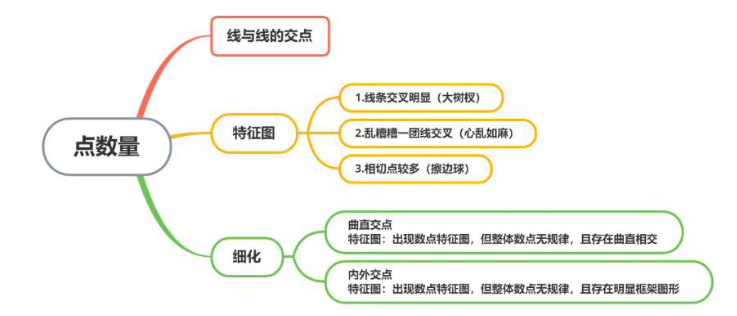 线与线的交点
点数量
特征图
1.线条交叉明显（大树杈）
2.乱糟糟一团线交叉（心乱如麻）
3.相切点较多（擦边球）
细化
曲直交点
特征图：出现数点特征图，但整体数点无规律，且存在曲直相交
内外交点
特征图：出现数点特征图，但整体数点无规律，且存在明显框架图形